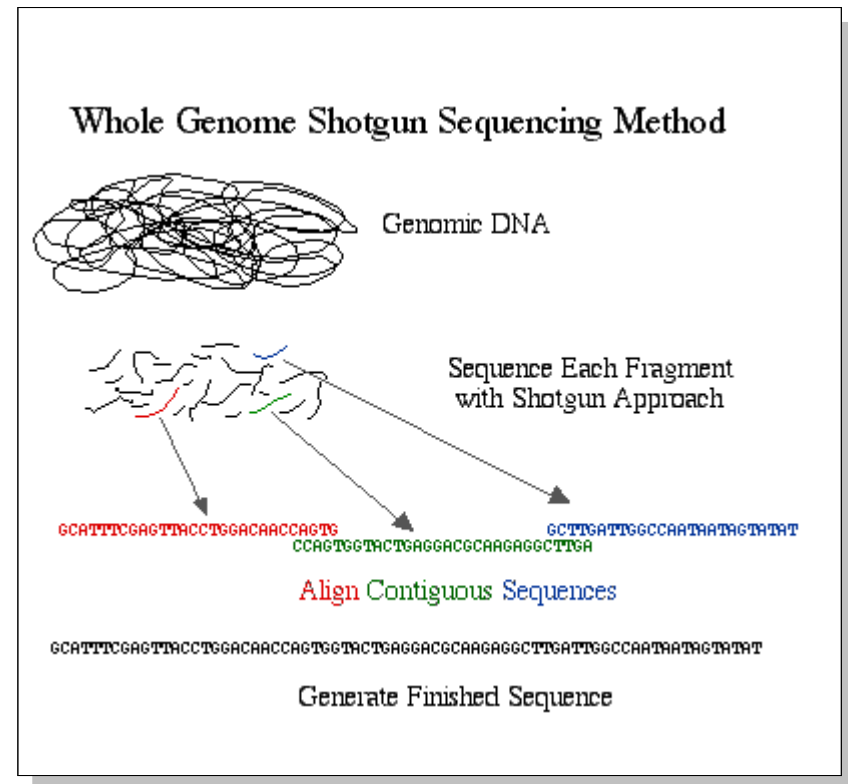 Whole Genome Shotgun Sequencing Method
Genomic DNA
Sequence Each Fragment
with Shotgun Approach
GCATTTCGAGTTACCTGGACAACCAGTG
GCTTGATTGGCCAATAATAGTATAT
CCAGTGGTACTGAGGACGCAAGAGGCTTGA
Align Contiguous Sequences
GCATTTCGAGTTACCTGGACAACCAGTGGTACTGAGGACGCAAGAGGCTTGATTGGCCAATAATAGTATAT
Generate Finished Sequence